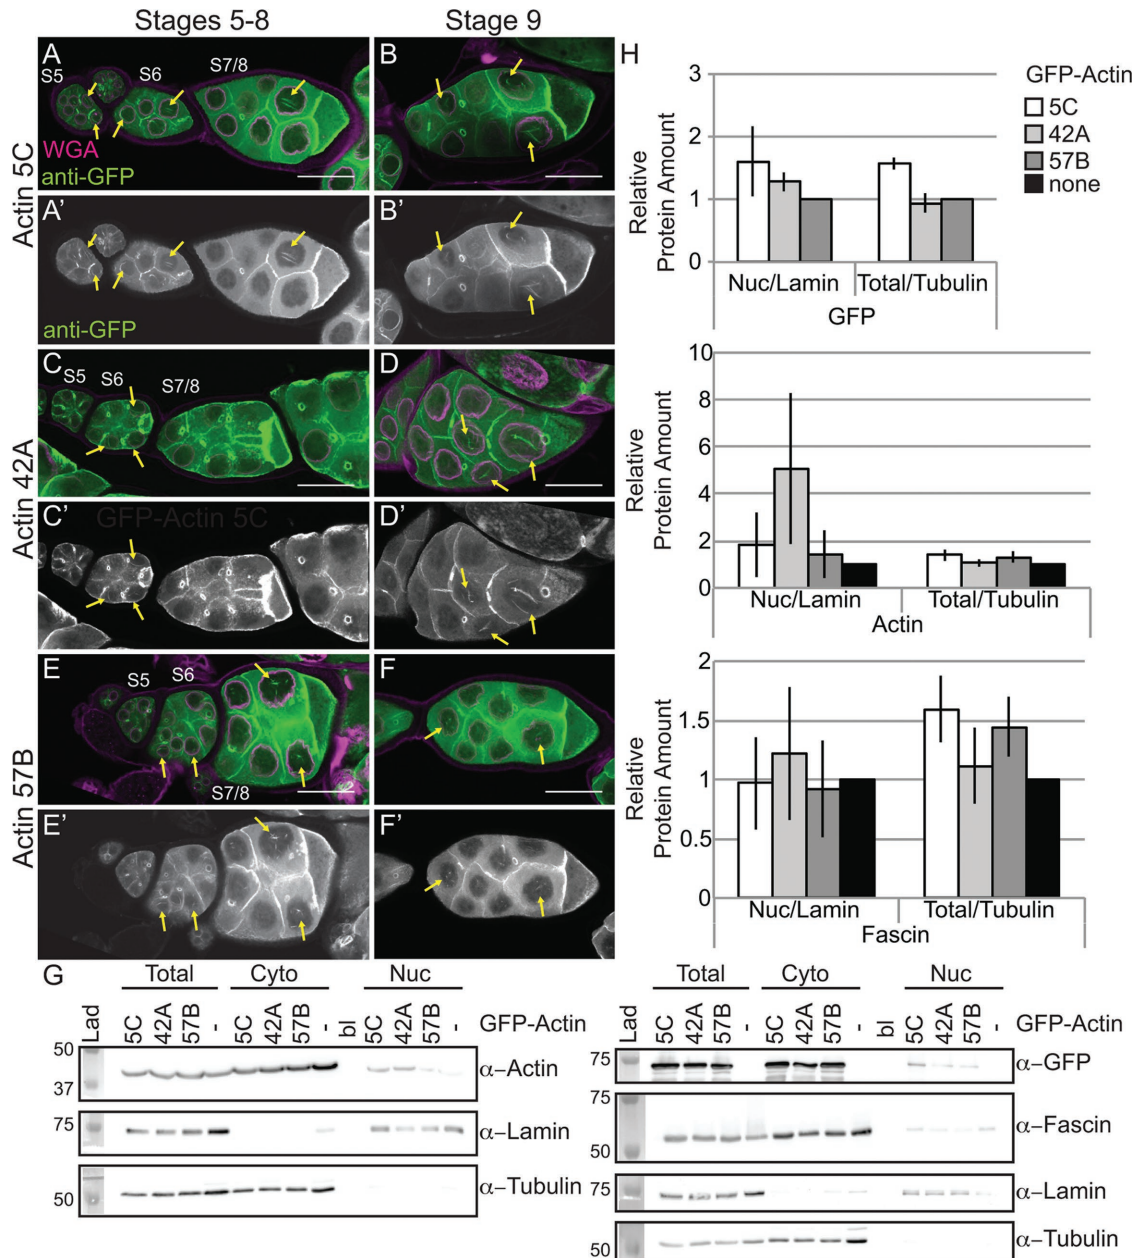 Stages 5-8
Stage 9
Actin 5C
A
S5
S6
S7/8
WGA
anti-GFP
B
A'
anti-GFP
B'
Actin 42A
C
S5
S6
S7/8
D
C'
GFP-Actin 5C
D'
Actin 57B
E
S5
S6
S7/8
F
E'
F'
H
Relative
Protein Amount
3
2
1
0
Nuc/Lamin
Total/Tubulin
GFP
GFP-Actin
5C
42A
57B
none
Relative
Protein Amount
10
8
6
4
2
0
Nuc/Lamin
Total/Tubulin
Actin
Relative
Protein Amount
2
1.5
1
0.5
0
Nuc/Lamin
Total/Tubulin
Fascin
G
Total
Cyto
Nuc
Lad
5C
42A
57B
-
5C
42A
57B
-
bl
5C
42A
57B
-
GFP-Actin
50
37
α–Actin
75
α–Lamin
50
α–Tubulin
Total
Cyto
Nuc
Lad
5C
42A
57B
-
5C
42A
57B
-
bl
5C
42A
57B
-
GFP-Actin
75
α–GFP
75
50
α–Fascin
75
α–Lamin
50
α–Tubulin